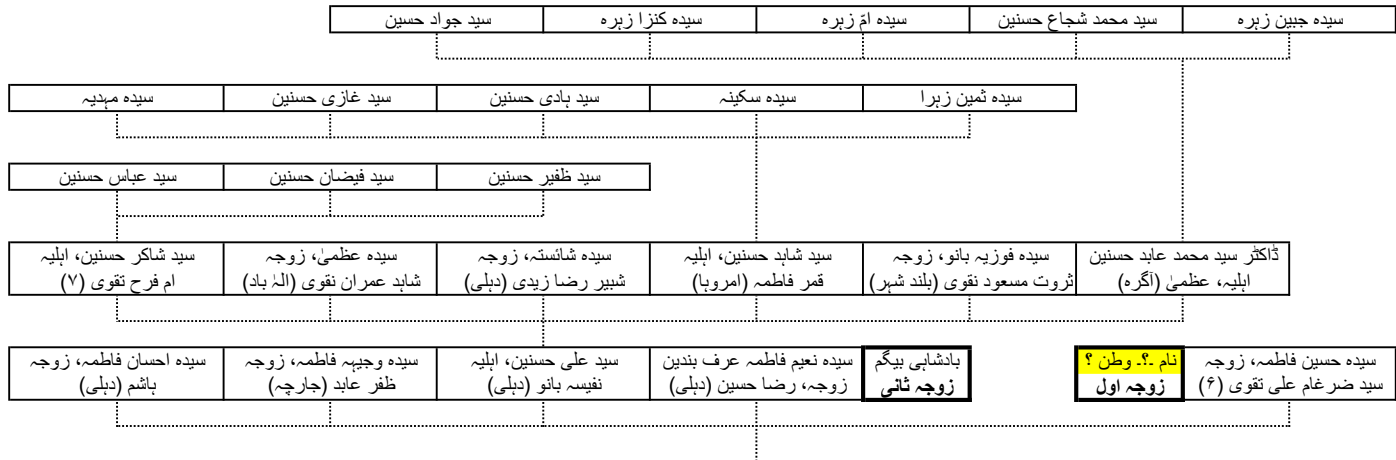 سیدہ جبین زہرہ
سید محمد شجاع حسنین
سیدہ امّ زہرہ
سیدہ کنزا زہرہ
سید جواد حسین
سیدہ ثمین زہرا
سیدہ سکینہ
سید ہادی حسنین
سید غازی حسنین
سیدہ مہدیہ
سید ظفیر حسنین
سید فیضان حسنین
سید عباس حسنین
ڈاکٹر سید محمد عابد حسنین
اہلیہ، عظمیٰ (آگرہ)
سیدہ فوزیہ بانو، زوجہ
ثروت مسعود نقوی (بلند شہر)
سید شاہد حسنین، اہلیہ
قمر فاطمہ (امروہا)
سیدہ شائستہ، زوجہ
شبیر رضا زیدی (دہلی)
سیدہ عظمیٰ، زوجہ
شاہد عمران نقوی (الہٰ باد)
سید شاکر حسنین، اہلیہ
ام فرح تقوی (۷)
سیدہ حسین فاطمہ، زوجہ
سید ضرغام علی تقوی (۶)
نام ۔؟۔ وطن ؟
زوجہ اول
بادشاہی بیگم
زوجہ ثانی
سیدہ نعیم فاطمہ عرف بندین
زوجہ، رضا حسین (دہلی)
سید علی حسنین، اہلیہ
نفیسہ بانو (دہلی)
سیدہ وجیہہ فاطمہ، زوجہ
ظفر عابد (جارچہ)
سیدہ احسان فاطمہ، زوجہ
ہاشم (دہلی)